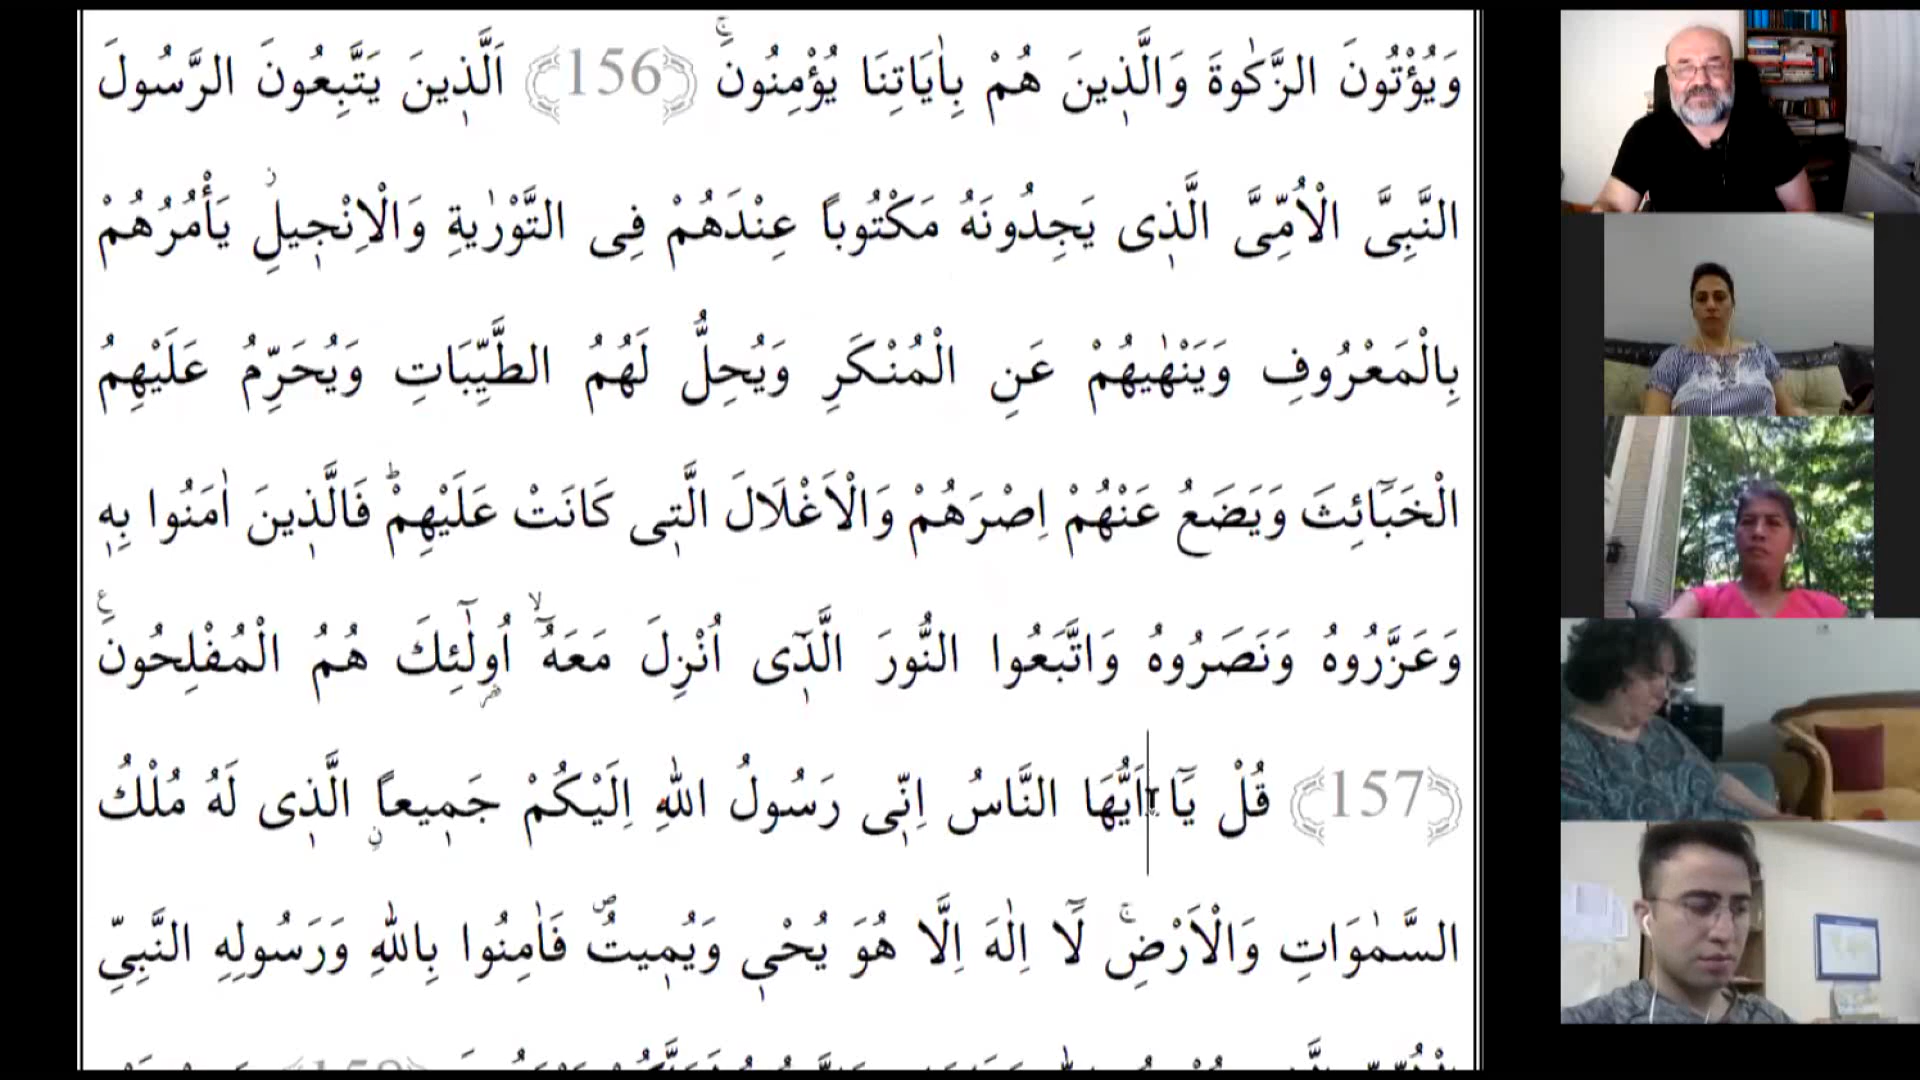 وَيُؤْتُونَ الزَّكٰوةَ وَالَّذ۪ينَ هُمْ بِاٰيَاتِنَا يُؤْمِنُونَۚ ﴿156﴾ اَلَّذ۪ينَ يَتَّبِعُونَ الرَّسُولَ
النَّبِيَّ الْاُمِّيَّ الَّذ۪ي يَجِدُونَهُ مَكْتُوباً عِنْدَهُمْ فِي التَّوْرٰيةِ وَالْاِنْج۪يلِۘ يَأْمُرُهُمْ
بِالْمَعْرُوفِ وَيَنْهٰيهُمْ عَنِ الْمُنْكَرِ وَيُحِلُّ لَهُمُ الطَّيِّبَاتِ وَيُحَرِّمُ عَلَيْهِمُ
الْخَبَٓائِثَ وَيَضَعُ عَنْهُمْ اِصْرَهُمْ وَالْاَغْلَالَ الَّت۪ي كَانَتْ عَلَيْهِمْۜ فَالَّذ۪ينَ اٰمَنُوا بِه۪
وَعَزَّرُوهُ وَنَصَرُوهُ وَاتَّبَعُوا النُّورَ الَّذ۪ٓي اُنْزِلَ مَعَهُٓۙ اُو۬لٰٓئِكَ هُمُ الْمُفْلِحُونَ۟
﴿157﴾ قُلْ يَٓا اَيُّهَا النَّاسُ اِنّ۪ي رَسُولُ اللّٰهِ اِلَيْكُمْ جَم۪يعاًۨ الَّذ۪ي لَهُ مُلْكُ
السَّمٰوَاتِ وَالْاَرْضِۚ لَٓا اِلٰهَ اِلَّا هُوَ يُحْي۪ وَيُم۪يتُۖ فَاٰمِنُوا بِاللّٰهِ وَرَسُولِهِ النَّبِيِّ